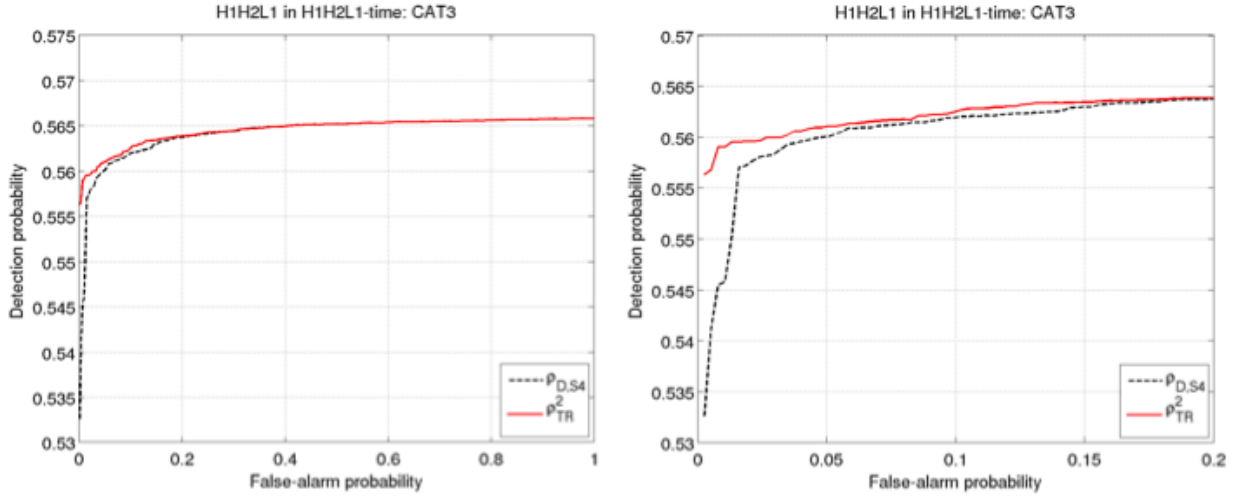 H1H2L1 in H1H2L1-time: CAT3
0.575
0.57
0.565
0.56
0.555
0.55
0.545
0.54
0.535
0.53
Detection probability
0 0.2 0.4 0.6 0.8 1
False-alarm probability
ρ_D,S4
ρ²_TR
H1H2L1 in H1H2L1-time: CAT3
0.57
0.565
0.56
0.555
0.55
0.545
0.54
0.535
0.53
Detection probability
0 0.05 0.1 0.15 0.2
False-alarm probability
ρ_D,S4
ρ²_TR